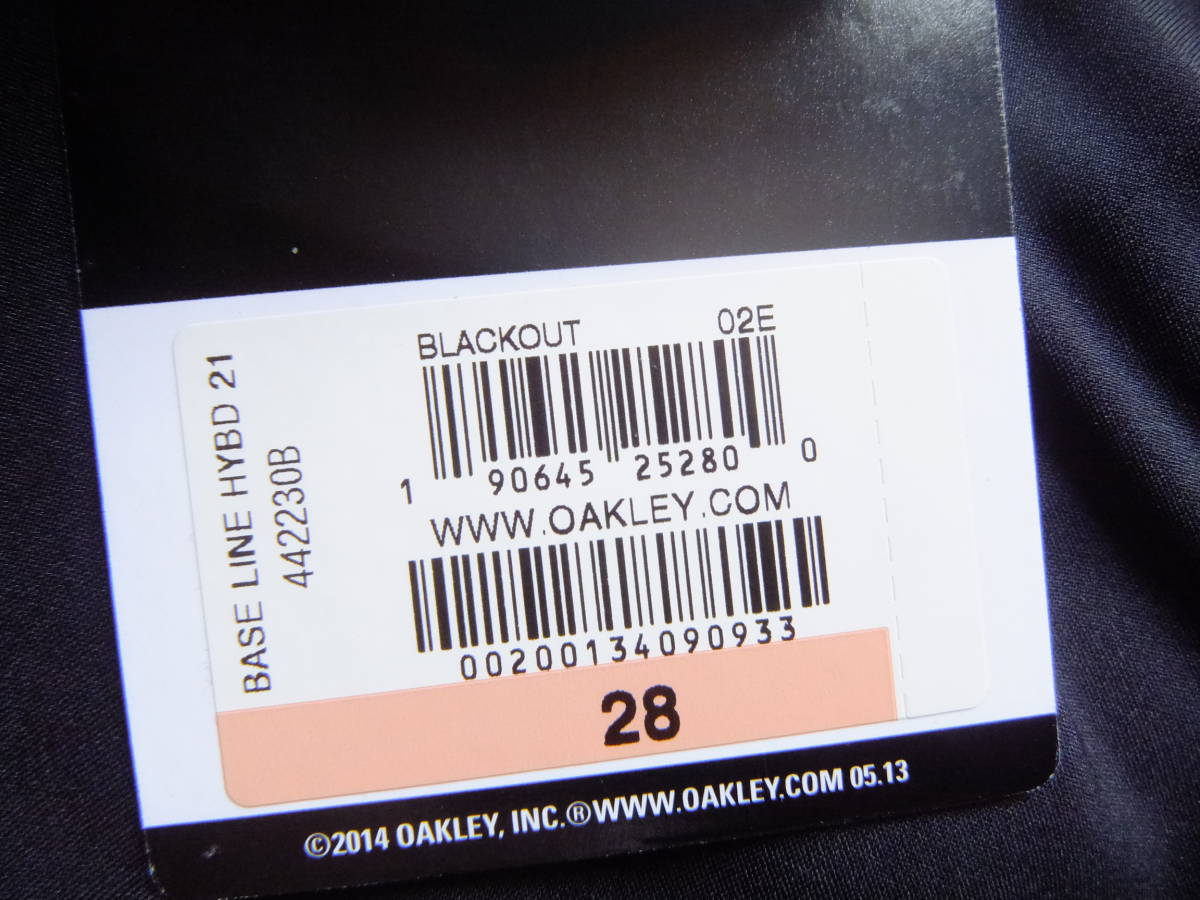 BASE LINE HYBD 21
442230B
BLACKOUT 02E
1 90645 25280 0
WWW.OAKLEY.COM
00200134090933
28
©2014 OAKLEY, INC.®WWW.OAKLEY.COM 05.13